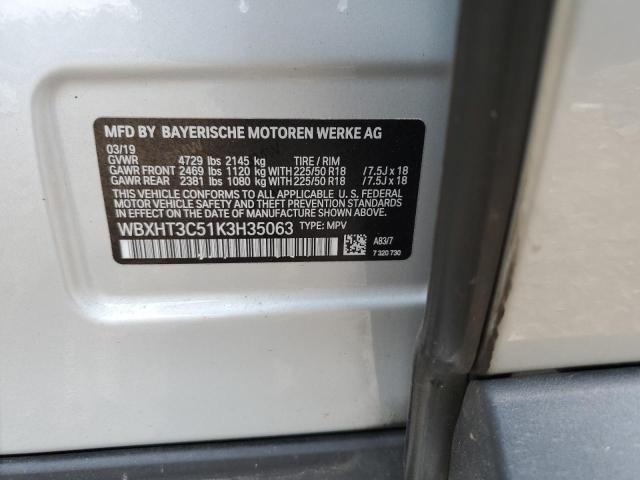 MFD BY BAYERISCHE MOTOREN WERKE AG
03/19
GVWR 4729 lbs 2145 kg TIRE / RIM
GAWR FRONT 2469 lbs 1120 kg WITH 225/50 R18 /7.5J x 18
GAWR REAR 2381 lbs 1080 kg WITH 225/50 R18 /7.5J x 18
THIS VEHICLE CONFORMS TO ALL APPLICABLE U.S. FEDERAL
MOTOR VEHICLE SAFETY, BUMPER, AND THEFT PREVENTION
STANDARDS IN EFFECT ON THE DATE OF MANUFACTURE SHOWN ABOVE.
WBXHT3C51K3H35063 TYPE: MPV
A83/7
7 320 730